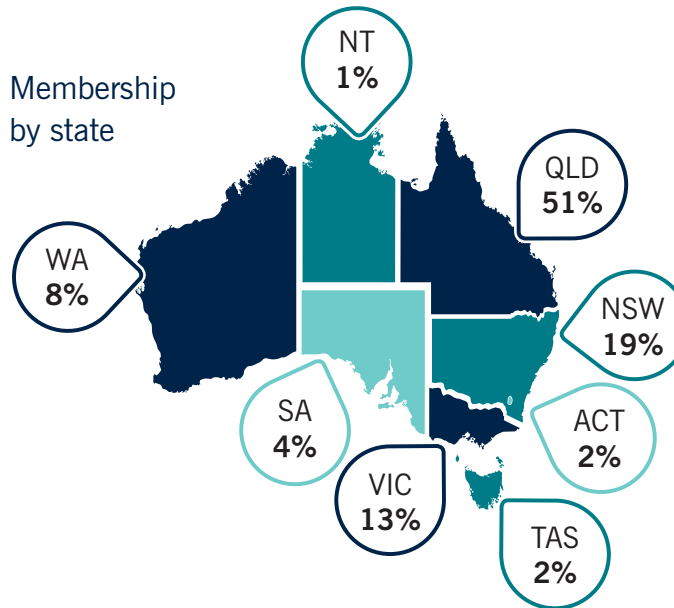 Membership
by state
NT
1%
QLD
51%
WA
8%
NSW
19%
SA
4%
ACT
2%
VIC
13%
TAS
2%